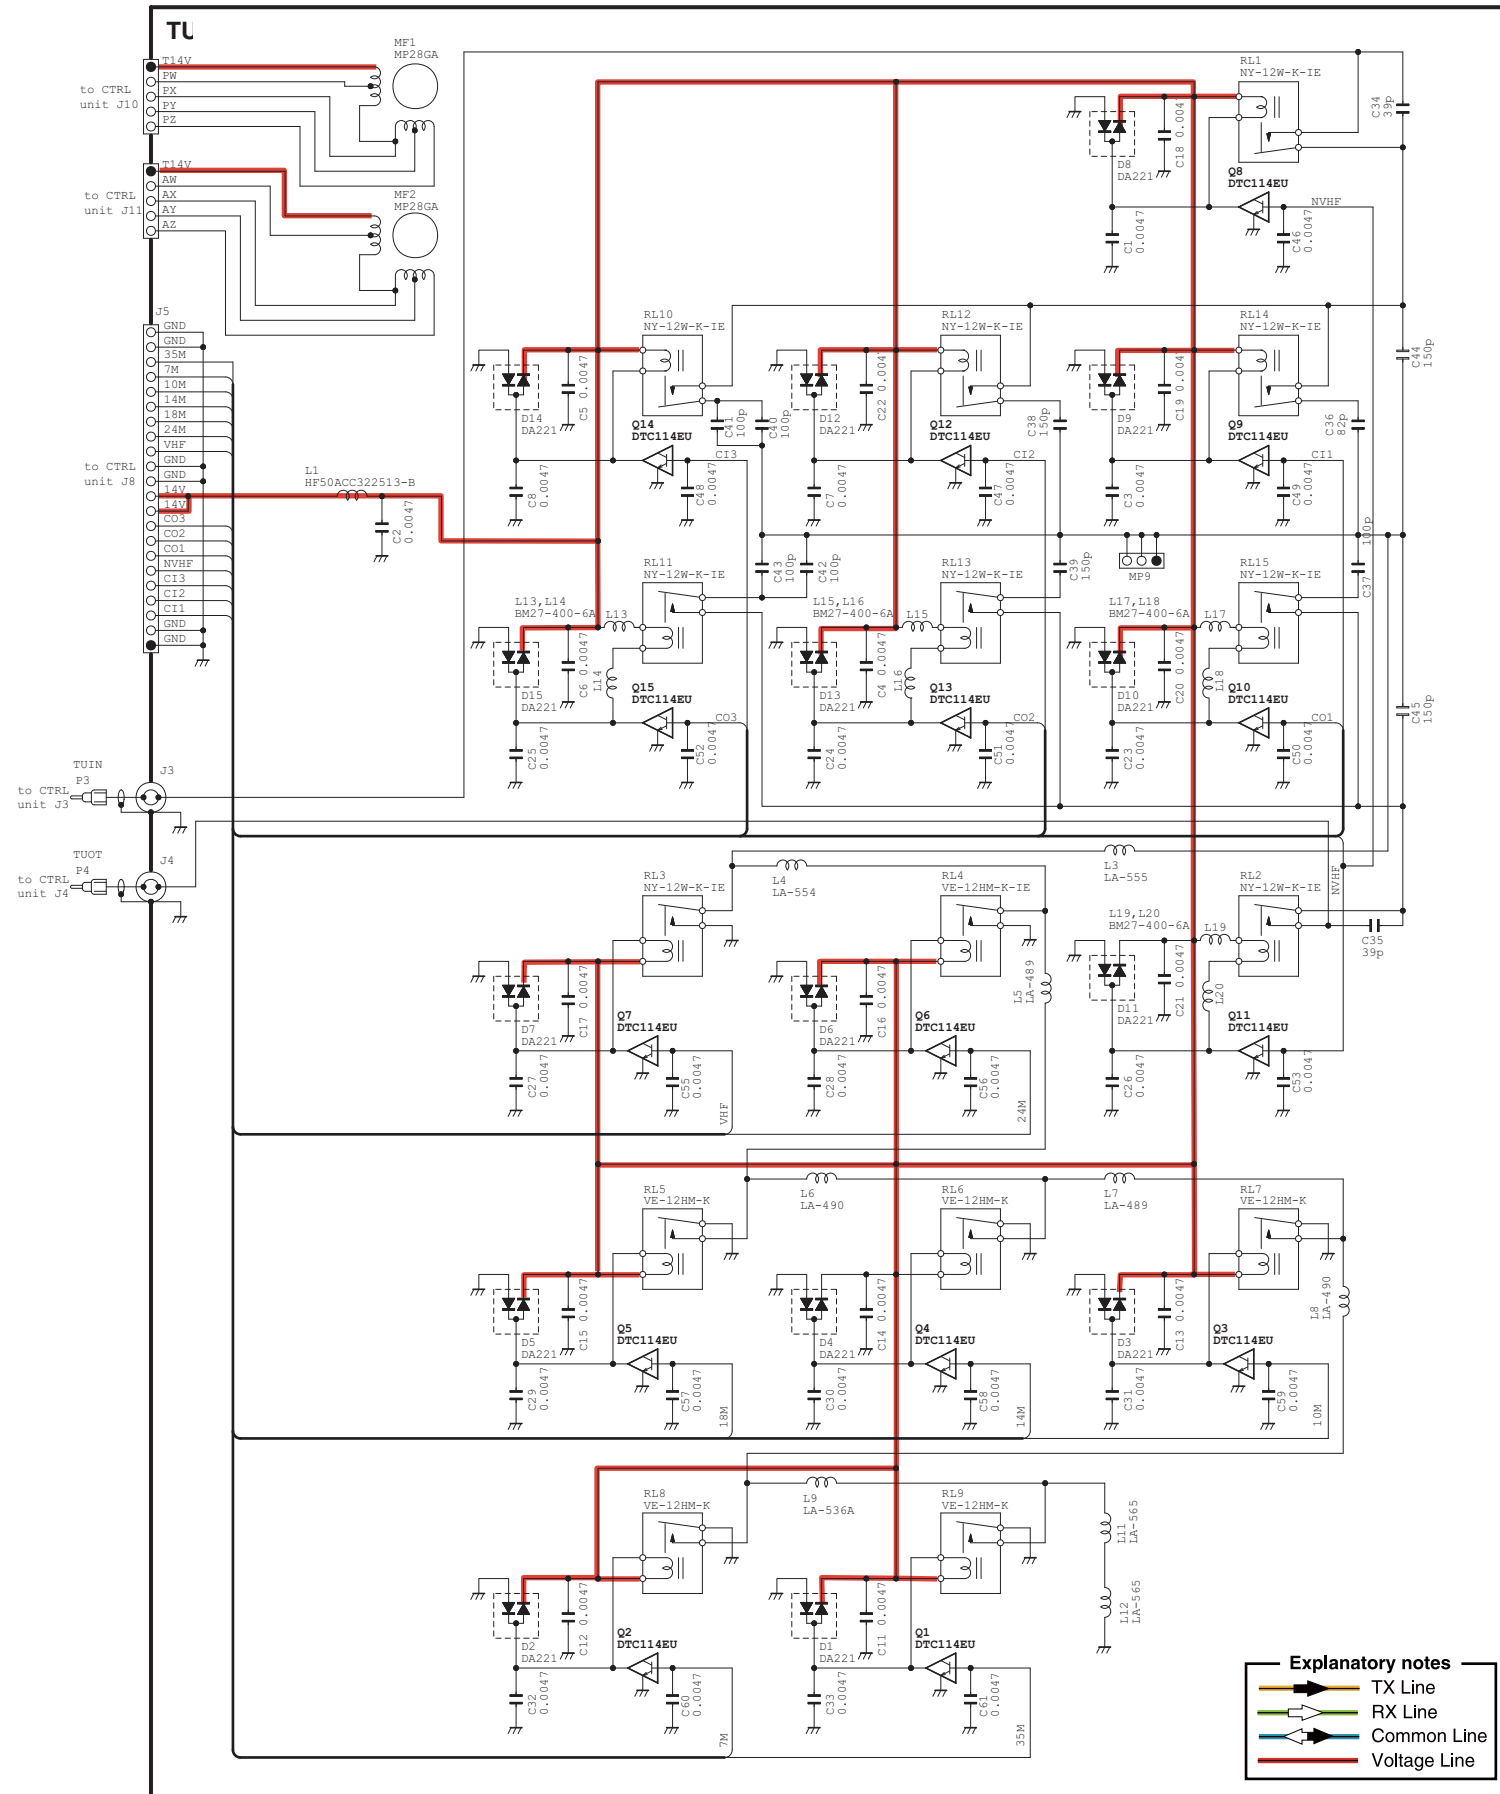 TU
MF1
MP28GA
T14V
PW
PX
PY
PZ
to CTRL
unit J10
T14V
AW
AX
AY
AZ
to CTRL
unit J11
MF2
MP28GA
J5
GND
GND
35M
7M
10M
14M
18M
24M
VHF
GND
GND
14V
14V
CO3
CO2
CO1
NVHF
CI3
CI2
CI1
GND
GND
to CTRL
unit J8
L1
HF50ACC322513-B
C2
0.0047
RL1
NY-12W-K-IE
C34
39p
D8
DA221
C18 0.004
Q8
DTC114EU
NVHF
C1
0.0047
C46
0.0047
RL10
NY-12W-K-IE
D14
DA221
C5 0.0047
Q14
DTC114EU
C41
100p
C40
100p
CI3
C8
0.0047
C48
0.0047
RL12
NY-12W-K-IE
D12
DA221
C22 0.004
Q12
DTC114EU
C38
150p
CI2
C7
0.0047
C47
0.0047
RL14
NY-12W-K-IE
D9
DA221
C19 0.004
Q9
DTC114EU
C36
82p
CI1
C3
0.0047
C49
0.0047
C44
150p
RL11
NY-12W-K-IE
L13,L14
BM27-400-6A
L13
L14
D15
DA221
C6 0.0047
Q15
DTC114EU
C43
100p
C42
100p
CO3
C25
0.0047
C52
0.0047
RL13
NY-12W-K-IE
L15,L16
BM27-400-6A
L15
L16
D13
DA221
C4 0.0047
Q13
DTC114EU
C39
150p
CO2
C24
0.0047
C51
0.0047
MP9
RL15
NY-12W-K-IE
L17,L18
BM27-400-6A
L17
L18
D10
DA221
C20 0.0047
Q10
DTC114EU
C37
100p
CO1
C23
0.0047
C50
0.0047
C45
150p
TUIN
P3
J3
to CTRL
unit J3
TUOT
P4
J4
to CTRL
unit J4
RL3
NY-12W-K-IE
L4
LA-554
D7
DA221
C17 0.0047
Q7
DTC114EU
C27
0.0047
C55
0.0047
VHF
RL4
VE-12HM-K-IE
L5
LA-489
D6
DA221
C16 0.0047
Q6
DTC114EU
C28
0.0047
C56
0.0047
24M
L3
LA-555
RL2
NY-12W-K-IE
NVHF
L19,L20
BM27-400-6A
L19
L20
C35
39p
D11
DA221
C21 0.0047
Q11
DTC114EU
C26
0.0047
C53
0.0047
RL5
VE-12HM-K
L6
LA-490
D5
DA221
C15 0.0047
Q5
DTC114EU
C29
0.0047
C57
0.0047
18M
RL6
VE-12HM-K
L7
LA-489
D4
DA221
C14 0.0047
Q4
DTC114EU
C30
0.0047
C58
0.0047
14M
RL7
VE-12HM-K
L8
LA-490
D3
DA221
C13 0.0047
Q3
DTC114EU
C31
0.0047
C59
0.0047
10M
RL8
VE-12HM-K
L9
LA-536A
D2
DA221
C12 0.0047
Q2
DTC114EU
C32
0.0047
C60
0.0047
7M
RL9
VE-12HM-K
L11
LA-565
L12
LA-565
D1
DA221
C11 0.0047
Q1
DTC114EU
C33
0.0047
C61
0.0047
35M
Explanatory notes
TX Line
RX Line
Common Line
Voltage Line